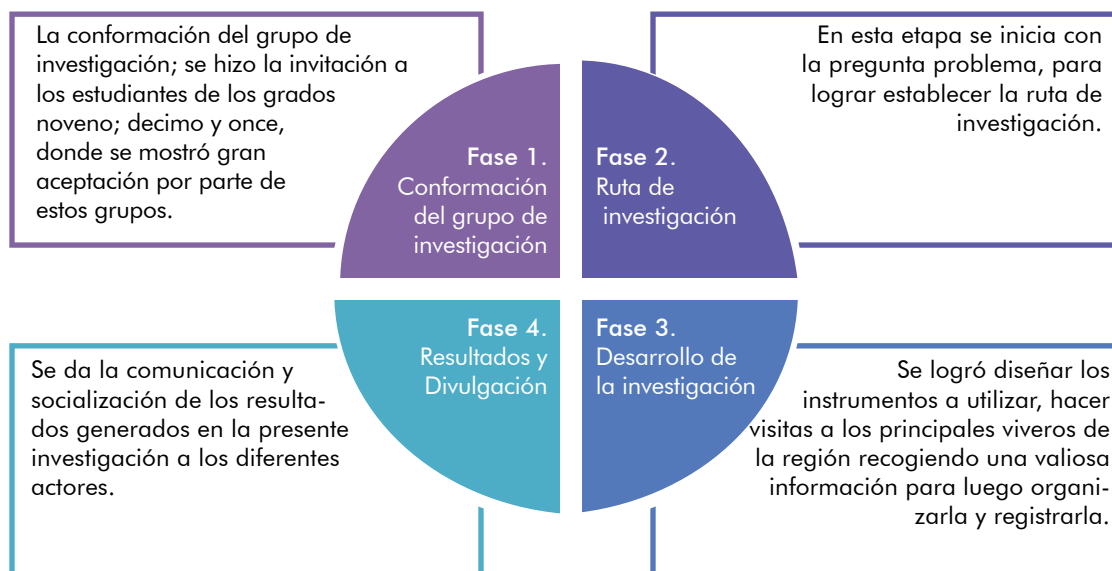 La conformación del grupo de
investigación; se hizo la invitación a
los estudiantes de los grados
noveno; decimo y once,
donde se mostró gran
aceptación por parte de
estos grupos.
Fase 1.
Conformación
del grupo de
investigación
Fase 2.
Ruta de
investigación
En esta etapa se inicia con
la pregunta problema, para
lograr establecer la ruta de
investigación.
Se da la comunicación y
socialización de los resulta-
dos generados en la presente
investigación a los diferentes
actores.
Fase 4.
Resultados y
Divulgación
Fase 3.
Desarrollo de
la investigación
Se logró diseñar los
instrumentos a utilizar, hacer
visitas a los principales viveros de
la región recogiendo una valiosa
información para luego organi-
zarla y registrarla.